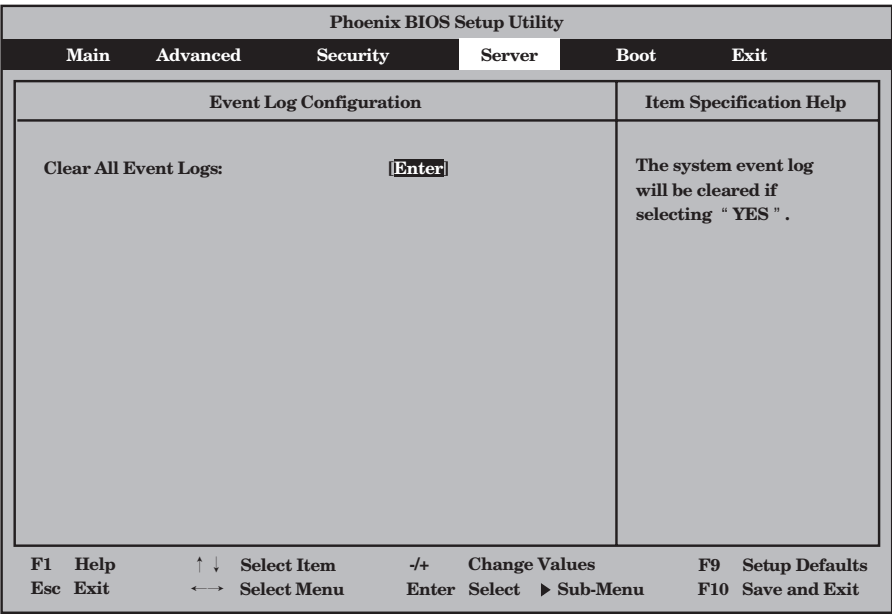 Phoenix BIOS Setup Utility
Main Advanced Security Server Boot Exit
Event Log Configuration
Item Specification Help
Clear All Event Logs: [Enter]
The system event log
will be cleared if
selecting “YES”.
F1 Help ↑↓ Select Item -/+ Change Values F9 Setup Defaults
Esc Exit ←→ Select Menu Enter Select ▶ Sub-Menu F10 Save and Exit